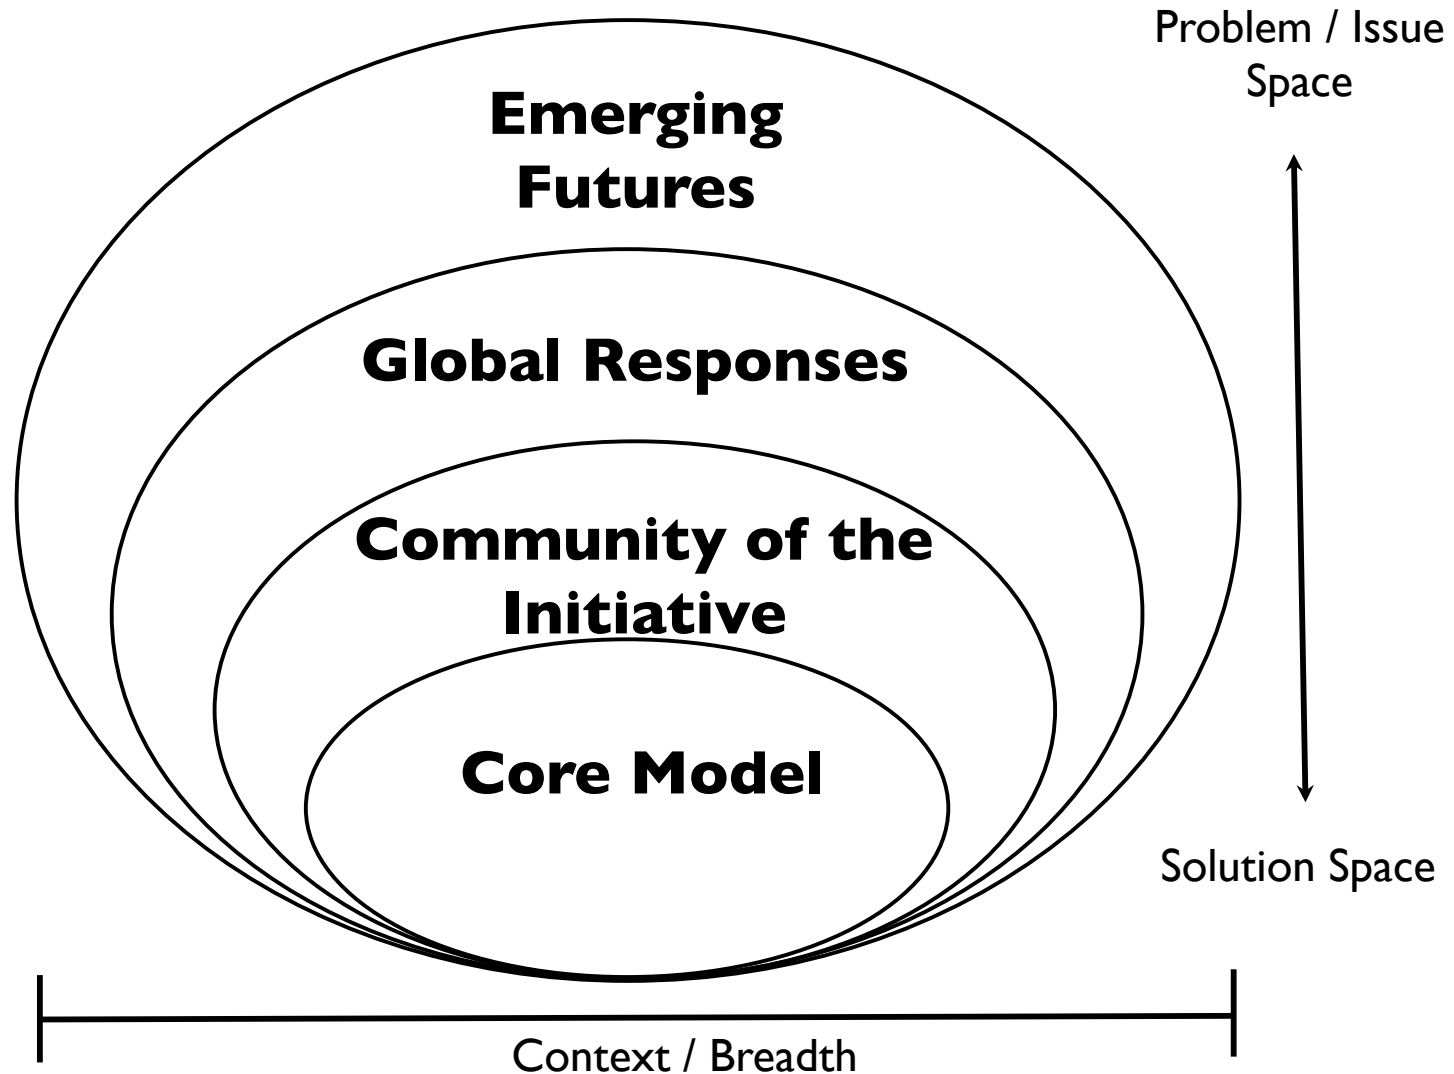 Problem / Issue
Space
Emerging
Futures
Global Responses
Community of the
Initiative
Core Model
Solution Space
Context / Breadth